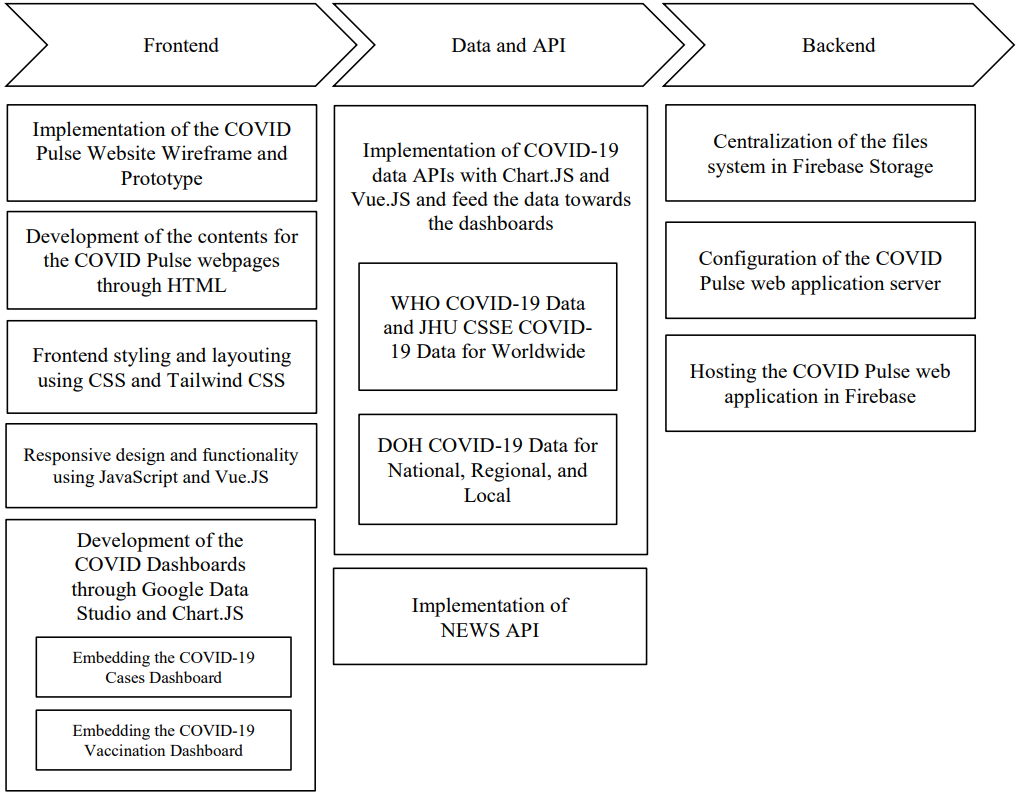 Frontend
Data and API
Backend
Implementation of the COVID
Pulse Website Wireframe and
Prototype
Development of the contents for
the COVID Pulse webpages
through HTML
Frontend styling and layouting
using CSS and Tailwind CSS
Responsive design and functionality
using JavaScript and Vue.JS
Development of the
COVID Dashboards
through Google Data
Studio and Chart.JS
Embedding the COVID-19
Cases Dashboard
Embedding the COVID-19
Vaccination Dashboard
Implementation of COVID-19
data APIs with Chart.JS and
Vue.JS and feed the data towards
the dashboards
WHO COVID-19 Data
and JHU CSSE COVID-
19 Data for Worldwide
DOH COVID-19 Data for
National, Regional, and
Local
Implementation of
NEWS API
Centralization of the files
system in Firebase Storage
Configuration of the COVID
Pulse web application server
Hosting the COVID Pulse web
application in Firebase